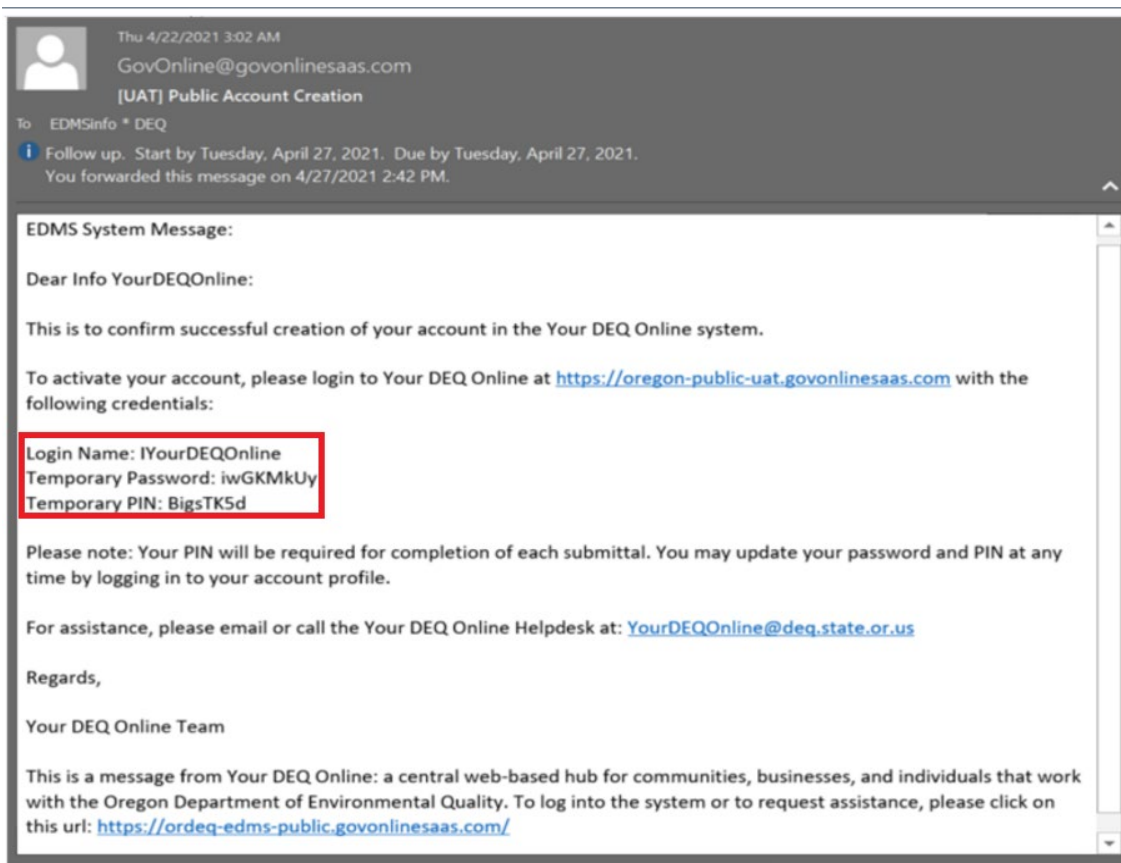 Thu 4/22/2021 3:02 AM
GovOnline@govonlinesaas.com
[UAT] Public Account Creation
To EDMSinfo * DEQ
Follow up. Start by Tuesday, April 27, 2021. Due by Tuesday, April 27, 2021.
You forwarded this message on 4/27/2021 2:42 PM.
EDMS System Message:
Dear Info YourDEQOnline:
This is to confirm successful creation of your account in the Your DEQ Online system.
To activate your account, please login to Your DEQ Online at https://oregon-public-uat.govonlinesaas.com with the
following credentials:
Login Name: IYourDEQOnline
Temporary Password: iwGKMkUy
Temporary PIN: BigsTK5d
Please note: Your PIN will be required for completion of each submittal. You may update your password and PIN at any
time by logging in to your account profile.
For assistance, please email or call the Your DEQ Online Helpdesk at: YourDEQOnline@deq.state.or.us
Regards,
Your DEQ Online Team
This is a message from Your DEQ Online: a central web-based hub for communities, businesses, and individuals that work
with the Oregon Department of Environmental Quality. To log into the system or to request assistance, please click on
this url: https://ordeq-edms-public.govonlinesaas.com/